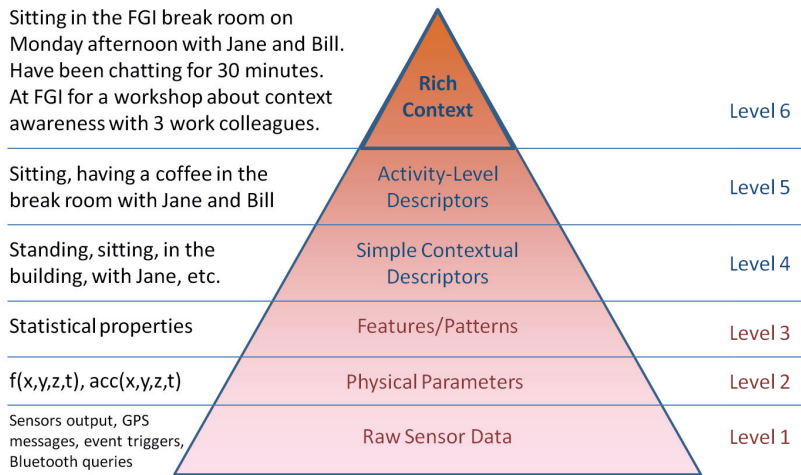 Sitting in the FGI break room on
Monday afternoon with Jane and Bill.
Have been chatting for 30 minutes.
At FGI for a workshop about context
awareness with 3 work colleagues.
Rich
Context
Level 6
Sitting, having a coffee in the
break room with Jane and Bill
Activity-Level
Descriptors
Level 5
Standing, sitting, in the
building, with Jane, etc.
Simple Contextual
Descriptors
Level 4
Statistical properties
Features/Patterns
Level 3
f(x,y,z,t), acc(x,y,z,t)
Physical Parameters
Level 2
Sensors output, GPS
messages, event triggers,
Bluetooth queries
Raw Sensor Data
Level 1